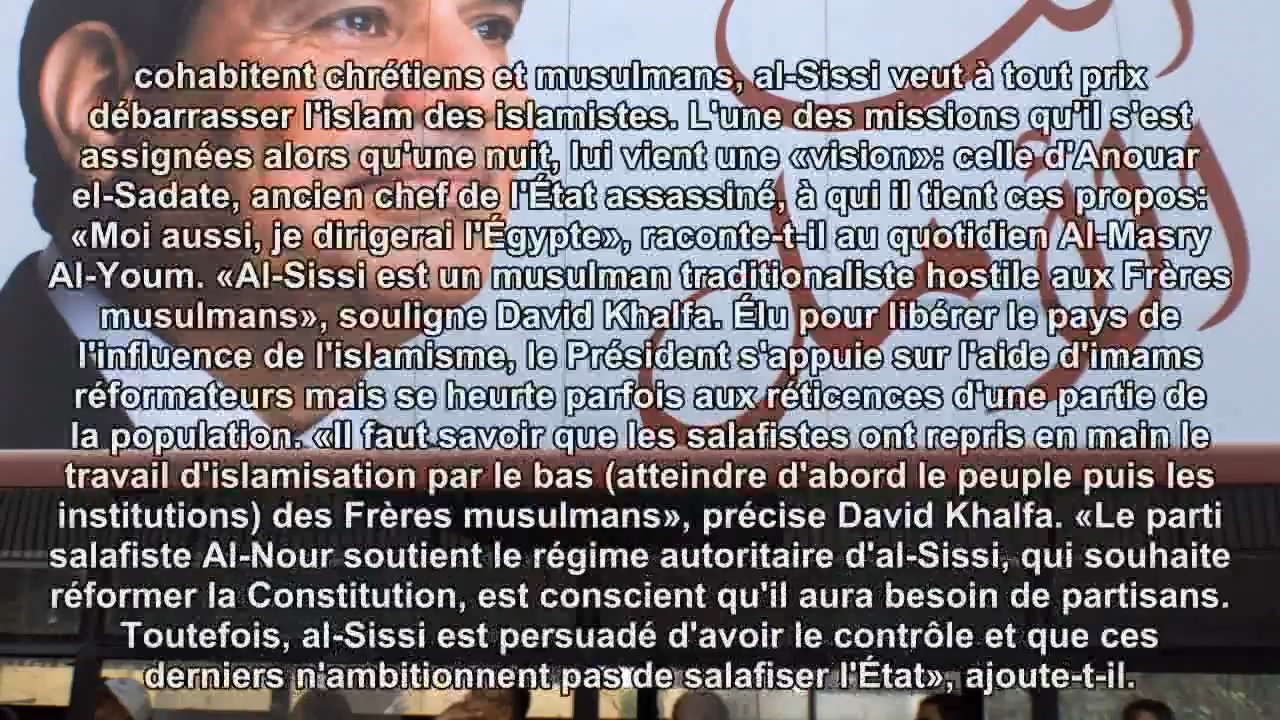 cohabitent chrétiens et musulmans, al-Sissi veut à tout prix
débarrasser l'islam des islamistes. L'une des missions qu'il s'est
assignées alors qu'une nuit, lui vient une «vision»: celle d'Anouar
el-Sadate, ancien chef de l'État assassiné, à qui il tient ces propos:
«Moi aussi, je dirigerai l'Égypte», raconte-t-il au quotidien Al-Masry
Al-Youm. «Al-Sissi est un musulman traditionaliste hostile aux Frères
musulmans», souligne David Khalfa. Élu pour libérer le pays de
l'influence de l'islamisme, le Président s'appuie sur l'aide d'imams
réformateurs mais se heurte parfois aux réticences d'une partie de
la population. «Il faut savoir que les salafistes ont repris en main le
travail d'islamisation par le bas (atteindre d'abord le peuple puis les
institutions) des Frères musulmans», précise David Khalfa. «Le parti
salafiste Al-Nour soutient le régime autoritaire d'al-Sissi, qui souhaite
réformer la Constitution, est conscient qu'il aura besoin de partisans.
Toutefois, al-Sissi est persuadé d'avoir le contrôle et que ces
derniers n'ambitionnent pas de salafiser l'État», ajoute-t-il.